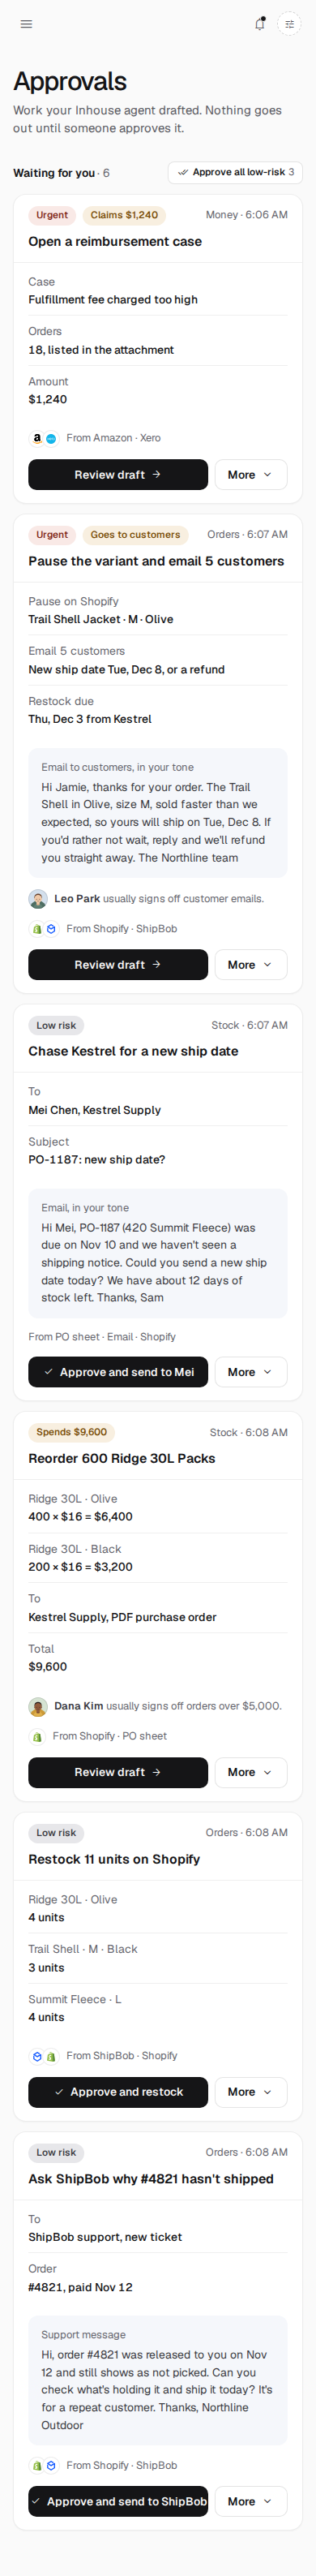 Approvals
Work your Inhouse agent drafted. Nothing goes
out until someone approves it.
Waiting for you · 6
Approve all low-risk 3
Urgent
Claims $1,240
Money · 6:06 AM
Open a reimbursement case
Case
Fulfillment fee charged too high
Orders
18, listed in the attachment
Amount
$1,240
From Amazon · Xero
Review draft →
More
Urgent
Goes to customers
Orders · 6:07 AM
Pause the variant and email 5 customers
Pause on Shopify
Trail Shell Jacket · M · Olive
Email 5 customers
New ship date Tue, Dec 8, or a refund
Restock due
Thu, Dec 3 from Kestrel
Email to customers, in your tone
Hi Jamie, thanks for your order. The Trail
Shell in Olive, size M, sold faster than we
expected, so yours will ship on Tue, Dec 8. If
you'd rather not wait, reply and we'll refund
you straight away. The Northline team
Leo Park usually signs off customer emails.
From Shopify · ShipBob
Review draft →
More
Low risk
Stock · 6:07 AM
Chase Kestrel for a new ship date
To
Mei Chen, Kestrel Supply
Subject
PO-1187: new ship date?
Email, in your tone
Hi Mei, PO-1187 (420 Summit Fleece) was
due on Nov 10 and we haven't seen a
shipping notice. Could you send a new ship
date today? We have about 12 days of
stock left. Thanks, Sam
From PO sheet · Email · Shopify
Approve and send to Mei
More
Spends $9,600
Stock · 6:08 AM
Reorder 600 Ridge 30L Packs
Ridge 30L · Olive
400 × $16 = $6,400
Ridge 30L · Black
200 × $16 = $3,200
To
Kestrel Supply, PDF purchase order
Total
$9,600
Dana Kim usually signs off orders over $5,000.
From Shopify · PO sheet
Review draft →
More
Low risk
Orders · 6:08 AM
Restock 11 units on Shopify
Ridge 30L · Olive
4 units
Trail Shell · M · Black
3 units
Summit Fleece · L
4 units
From ShipBob · Shopify
Approve and restock
More
Low risk
Orders · 6:08 AM
Ask ShipBob why #4821 hasn't shipped
To
ShipBob support, new ticket
Order
#4821, paid Nov 12
Support message
Hi, order #4821 was released to you on Nov
12 and still shows as not picked. Can you
check what's holding it and ship it today? It's
for a repeat customer. Thanks, Northline
Outdoor
From Shopify · ShipBob
Approve and send to ShipBob
More